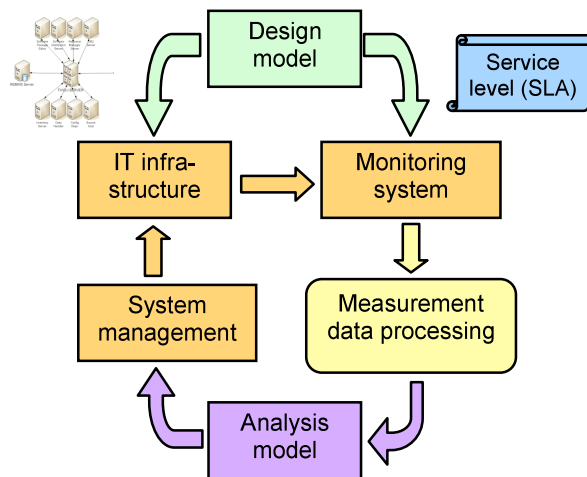 Design
model
Service
level (SLA)
IT infra-
structure
Monitoring
system
System
management
Measurement
data processing
Analysis
model